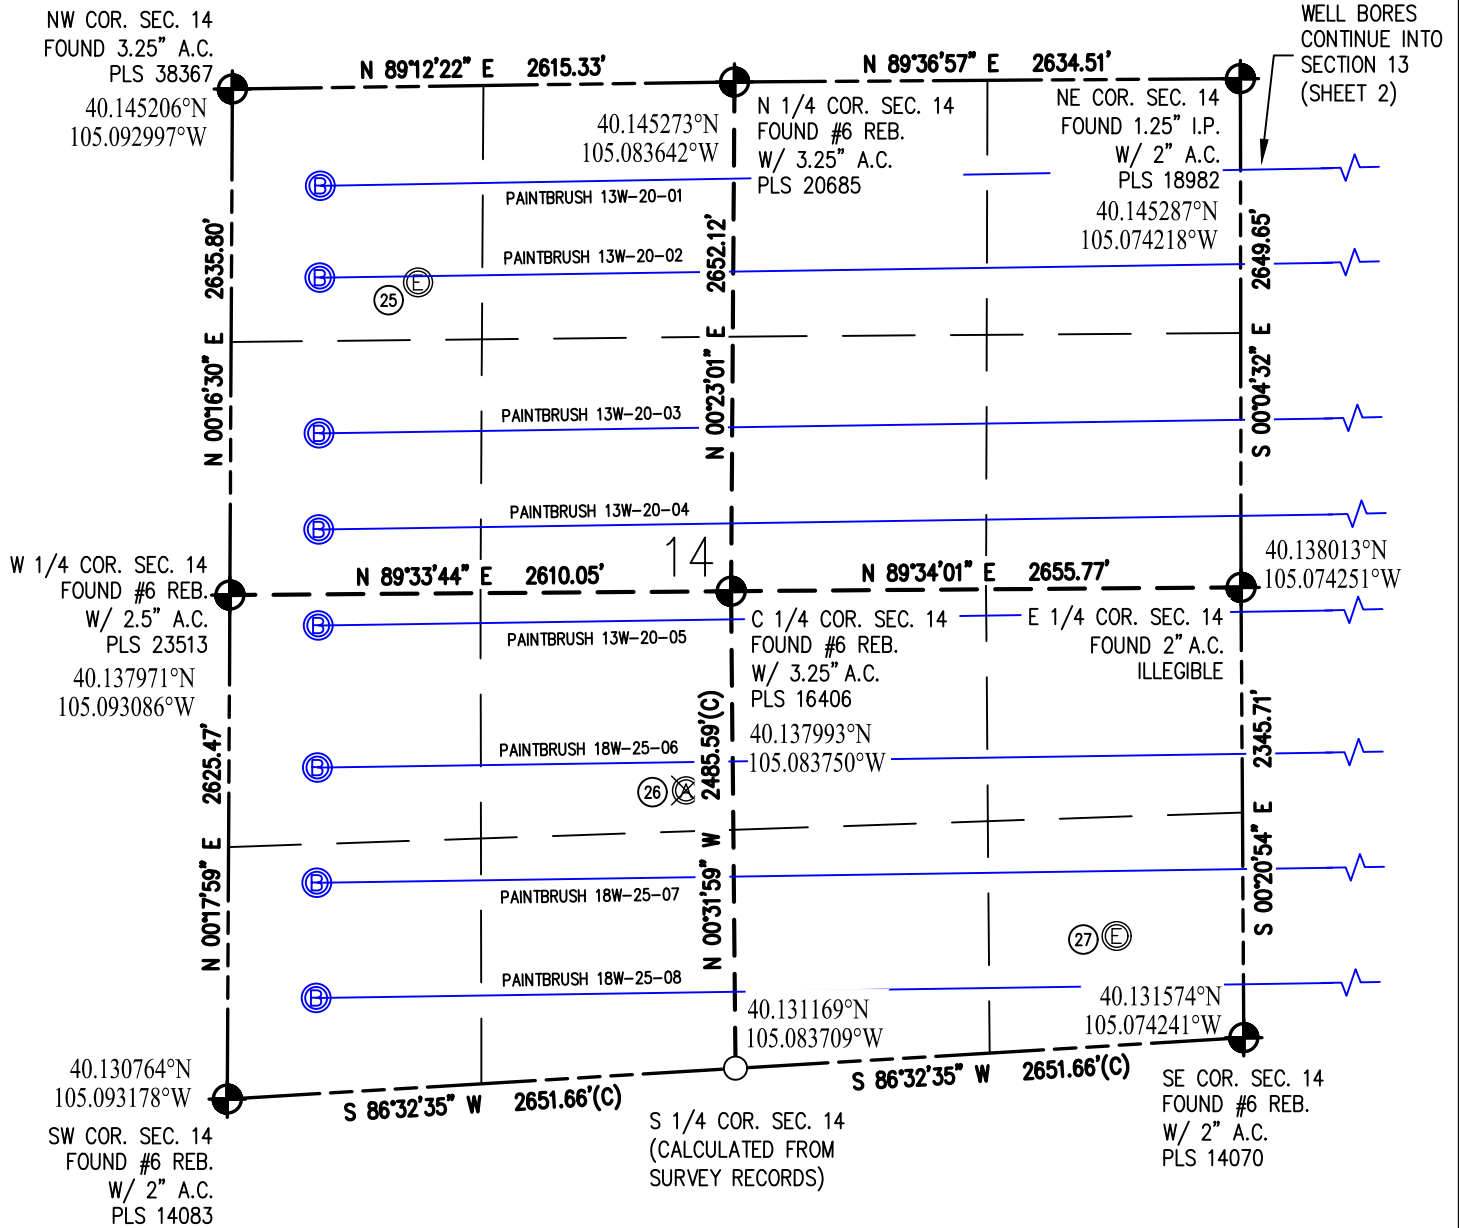 NW COR. SEC. 14
FOUND 3.25" A.C.
PLS 38367
40.145206°N
105.092997°W
N 89°12'22" E 2615.33'
N 89°36'57" E 2634.51'
WELL BORES
CONTINUE INTO
SECTION 13
(SHEET 2)
40.145273°N
105.083642°W
N 1/4 COR. SEC. 14
FOUND #6 REB.
W/ 3.25" A.C.
PLS 20685
NE COR. SEC. 14
FOUND 1.25" I.P.
W/ 2" A.C.
PLS 18982
40.145287°N
105.074218°W
B
PAINTBRUSH 13W-20-01
B
PAINTBRUSH 13W-20-02
25
E
N 00°16'30" E 2635.80'
N 00°23'01" E 2652.12'
S 00°04'32" E 2649.65'
B
PAINTBRUSH 13W-20-03
B
PAINTBRUSH 13W-20-04
14
W 1/4 COR. SEC. 14
FOUND #6 REB.
W/ 2.5" A.C.
PLS 23513
40.137971°N
105.093086°W
N 89°33'44" E 2610.05'
N 89°34'01" E 2655.77'
40.138013°N
105.074251°W
B
PAINTBRUSH 13W-20-05
C 1/4 COR. SEC. 14
FOUND #6 REB.
W/ 3.25" A.C.
PLS 16406
40.137993°N
105.083750°W
E 1/4 COR. SEC. 14
FOUND 2" A.C.
ILLEGIBLE
B
PAINTBRUSH 18W-25-06
26
A
N 00°17'59" E 2625.47'
N 00°31'59" W 2485.59'(C)
S 00°20'54" E 2345.71'
B
PAINTBRUSH 18W-25-07
27
E
B
PAINTBRUSH 18W-25-08
40.131169°N
105.083709°W
40.131574°N
105.074241°W
40.130764°N
105.093178°W
SW COR. SEC. 14
FOUND #6 REB.
W/ 2" A.C.
PLS 14083
S 86°32'35" W 2651.66'(C)
S 86°32'35" W 2651.66'(C)
S 1/4 COR. SEC. 14
(CALCULATED FROM
SURVEY RECORDS)
SE COR. SEC. 14
FOUND #6 REB.
W/ 2" A.C.
PLS 14070